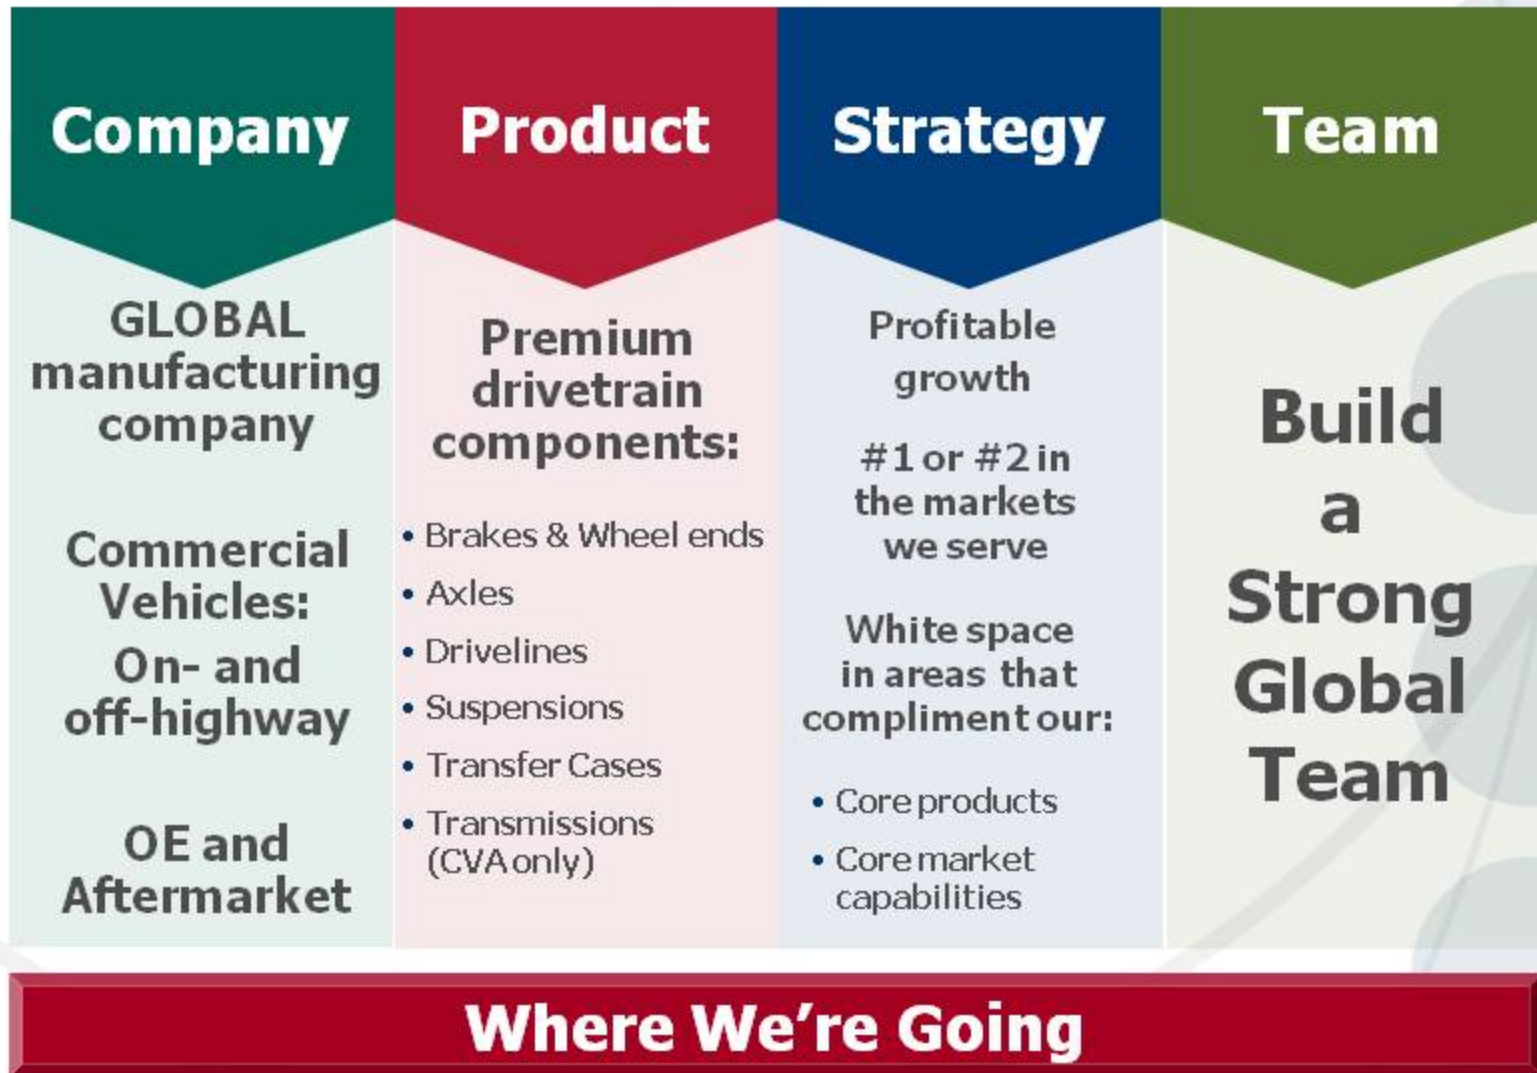 Company
GLOBAL
manufacturing
company
Commercial
Vehicles:
On- and
off-highway
OE and
Aftermarket
Product
Premium
drivetrain
components:
• Brakes & Wheel ends
• Axles
• Drivelines
• Suspensions
• Transfer Cases
• Transmissions
(CVA only)
Strategy
Profitable
growth
#1 or #2 in
the markets
we serve
White space
in areas that
compliment our:
• Core products
• Core market
capabilities
Team
Build
a
Strong
Global
Team
Where We're Going